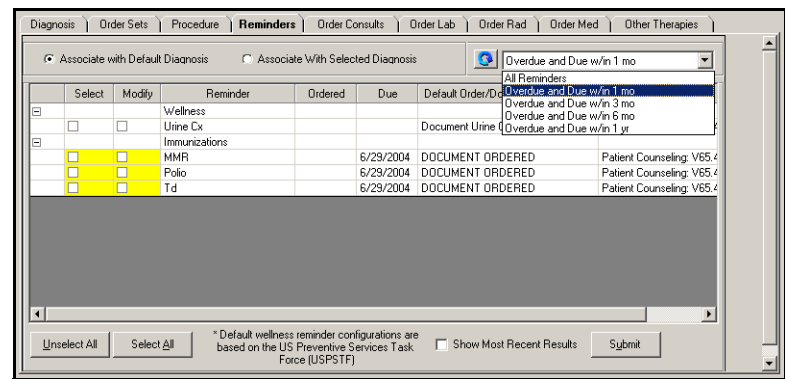 Diagnosis Order Sets Procedure Reminders Order Consults Order Lab Order Rad Order Med Other Therapies
Associate with Default Diagnosis Associate With Selected Diagnosis Overdue and Due w/in 1 mo
All Reminders
Overdue and Due w/in 1 mo
Overdue and Due w/in 3 mo
Overdue and Due w/in 6 mo
Overdue and Due w/in 1 yr
Select Modify Reminder Ordered Due Default Order/Do
Wellness
Urine Cx Document Urine
Immunizations
MMR 6/29/2004 DOCUMENT ORDERED Patient Counseling: V65.4
Polio 6/29/2004 DOCUMENT ORDERED Patient Counseling: V65.4
Td 6/29/2004 DOCUMENT ORDERED Patient Counseling: V65.4
Unselect All Select All
* Default wellness reminder configurations are
based on the US Preventive Services Task
Force (USPSTF)
Show Most Recent Results Submit